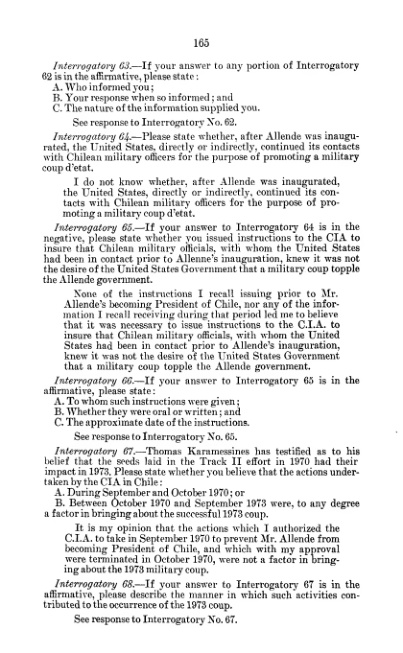 165
Interrogatory 63.—If your answer to any portion of Interrogatory
62 is in the affirmative, please state:
A. Who informed you;
B. Your response when so informed; and
C. The nature of the information supplied you.
See response to Interrogatory No. 62.
Interrogatory 64.—Please state whether, after Allende was inaugu-
rated, the United States, directly or indirectly, continued its contacts
with Chilean military officers for the purpose of promoting a military
coup d'etat.
I do not know whether, after Allende was inaugurated,
the United States, directly or indirectly, continued its con-
tacts with Chilean military officers for the purpose of pro-
moting a military coup d'etat.
Interrogatory 65.—If your answer to Interrogatory 64 is in the
negative, please state whether you issued instructions to the CIA to
insure that Chilean military officials, with whom the United States
had been in contact prior to Allenne's inauguration, knew it was not
the desire of the United States Government that a military coup topple
the Allende government.
None of the instructions I recall issuing prior to Mr.
Allende's becoming President of Chile, nor any of the infor-
mation I recall receiving during that period led me to believe
that it was necessary to issue instructions to the C.I.A. to
insure that Chilean military officials, with whom the United
States had been in contact prior to Allende's inauguration,
knew it was not the desire of the United States Government
that a military coup topple the Allende government.
Interrogatory 66.—If your answer to Interrogatory 65 is in the
affirmative, please state:
A. To whom such instructions were given;
B. Whether they were oral or written; and
C. The approximate date of the instructions.
See response to Interrogatory No. 65.
Interrogatory 67.—Thomas Karamessines has testified as to his
belief that the seeds laid in the Track II effort in 1970 had their
impact in 1973. Please state whether you believe that the actions under-
taken by the CIA in Chile:
A. During September and October 1970; or
B. Between October 1970 and September 1973 were, to any degree
a factor in bringing about the successful 1973 coup.
It is my opinion that the actions which I authorized the
C.I.A. to take in September 1970 to prevent Mr. Allende from
becoming President of Chile, and which with my approval
were terminated in October 1970, were not a factor in bring-
ing about the 1973 military coup.
Interrogatory 68.—If your answer to Interrogatory 67 is in the
affirmative, please describe the manner in which such activities con-
tributed to the occurrence of the 1973 coup.
See response to Interrogatory No. 67.